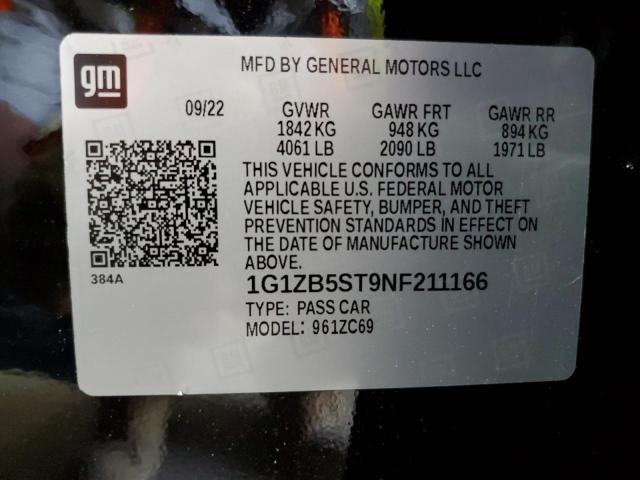 gm
MFD BY GENERAL MOTORS LLC
09/22 GVWR GAWR FRT GAWR RR
1842 KG 948 KG 894 KG
4061 LB 2090 LB 1971 LB
THIS VEHICLE CONFORMS TO ALL
APPLICABLE U.S. FEDERAL MOTOR
VEHICLE SAFETY, BUMPER, AND THEFT
PREVENTION STANDARDS IN EFFECT ON
THE DATE OF MANUFACTURE SHOWN
ABOVE.
384A
1G1ZB5ST9NF211166
TYPE: PASS CAR
MODEL: 961ZC69